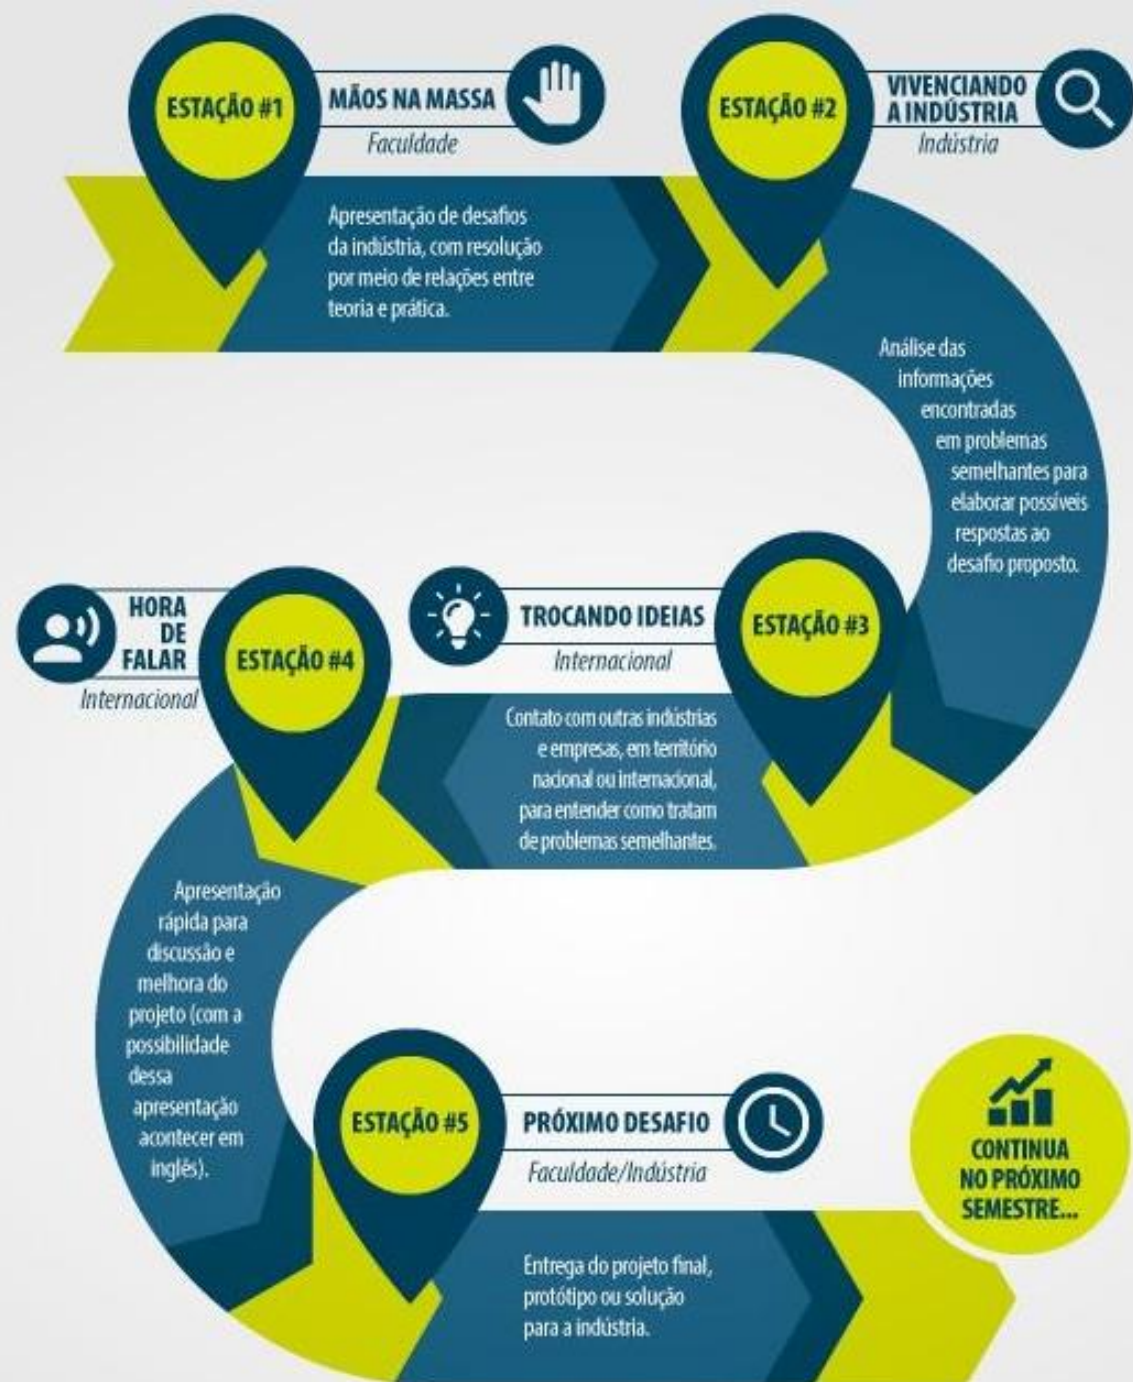 ESTAÇÃO #1
MÃOS NA MASSA
Faculdade
Apresentação de desafios
da indústria, com resolução
por meio de relações entre
teoria e prática.
ESTAÇÃO #2
VIVENCIANDO
A INDÚSTRIA
Indústria
Análise das
informações
encontradas
em problemas
semelhantes para
elaborar possíveis
respostas ao
desafio proposto.
ESTAÇÃO #3
TROCANDO IDEIAS
Internacional
Contato com outras indústrias
e empresas, em território
nacional ou internacional,
para entender como tratam
de problemas semelhantes.
ESTAÇÃO #4
HORA
DE
FALAR
Internacional
Apresentação
rápida para
discussão e
melhora do
projeto (com a
possibilidade
dessa
apresentação
acontecer em
inglês).
ESTAÇÃO #5
PRÓXIMO DESAFIO
Faculdade/Indústria
Entrega do projeto final,
protótipo ou solução
para a indústria.
CONTINUA
NO PRÓXIMO
SEMESTRE...